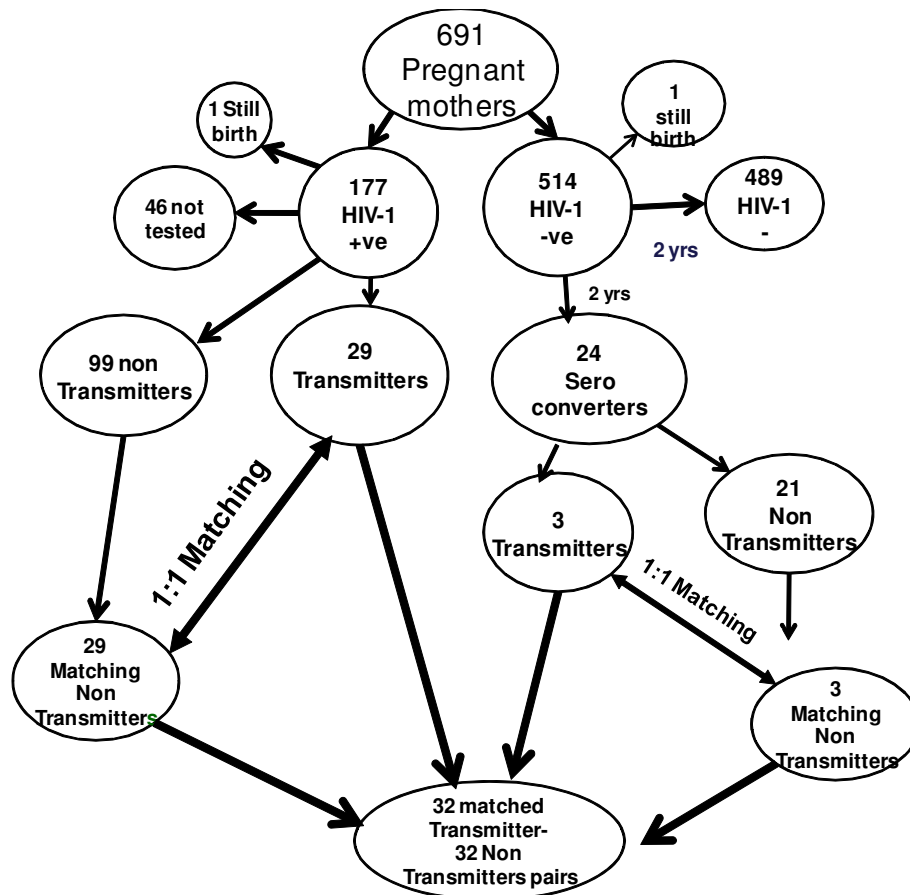 691
Pregnant
mothers
1 Still
birth
1
still
birth
177
HIV-1
+ve
514
HIV-1
-ve
489
HIV-1
-
46 not
tested
2 yrs
2 yrs
99 non
Transmitters
29
Transmitters
24
Sero
converters
1:1 Matching
3
Transmitters
21
Non
Transmitters
1:1 Matching
29
Matching
Non
Transmitters
3
Matching
Non
Transmitters
32 matched
Transmitter-
32 Non
Transmitters pairs